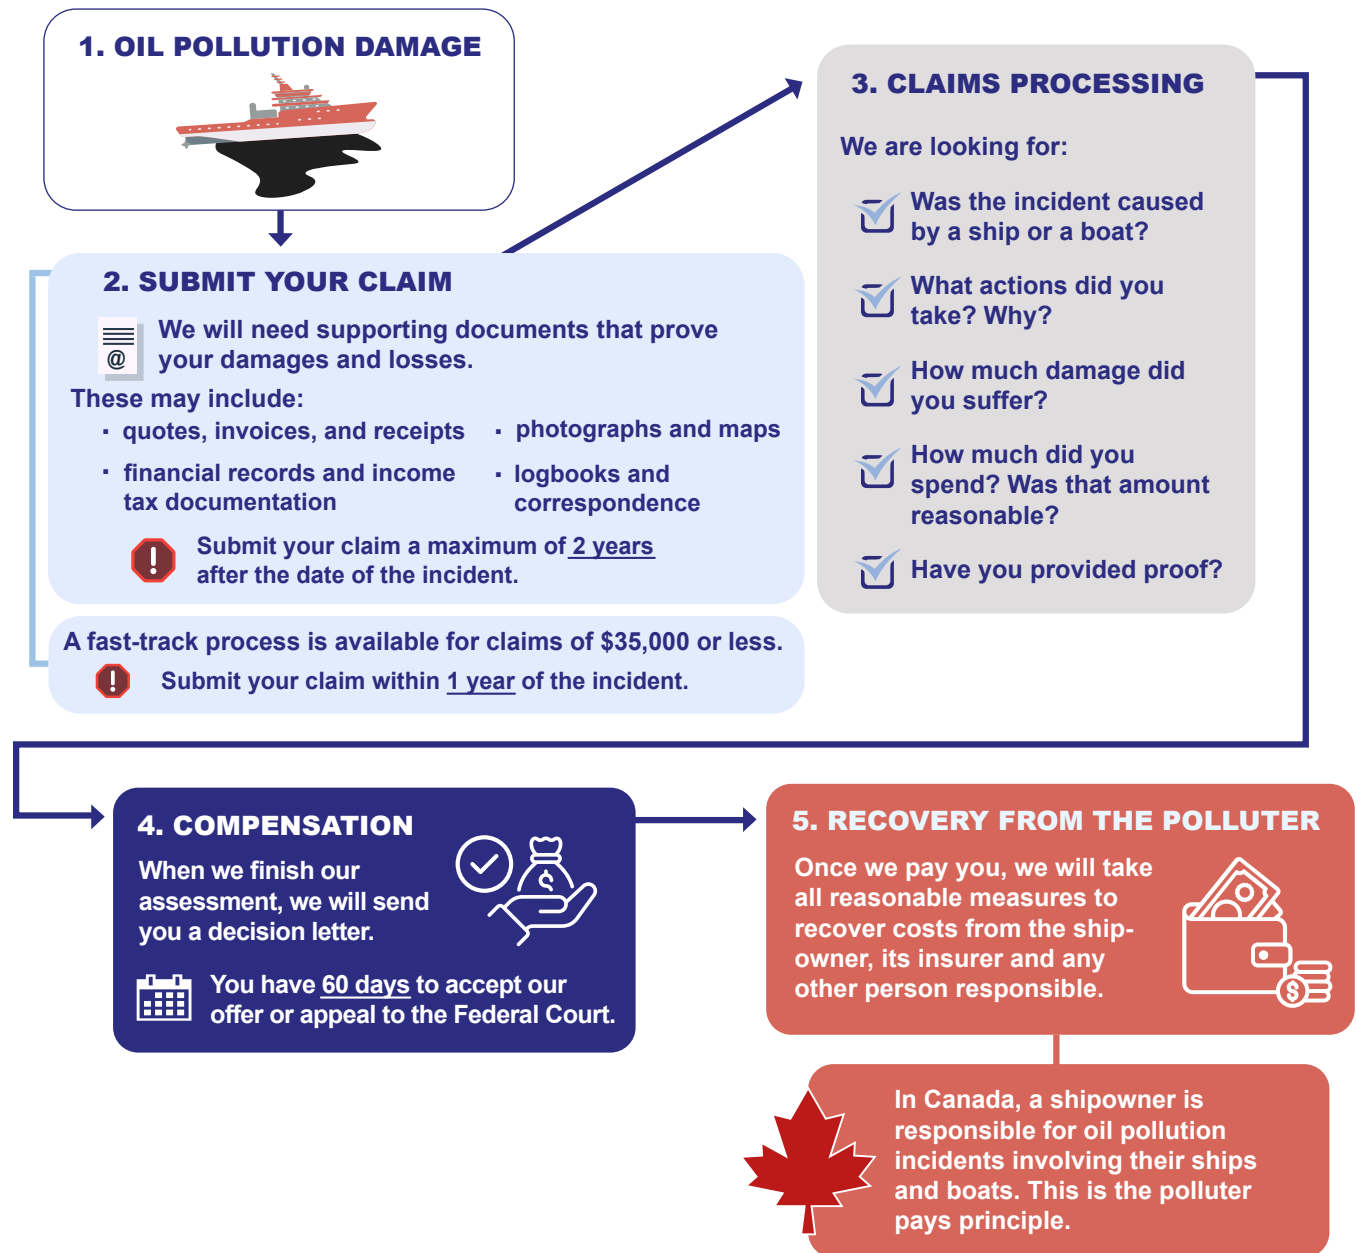 1. OIL POLLUTION DAMAGE
2. SUBMIT YOUR CLAIM
@
We will need supporting documents that prove
your damages and losses.
These may include:
· quotes, invoices, and receipts
· financial records and income
tax documentation
· photographs and maps
· logbooks and
correspondence
!
Submit your claim a maximum of 2 years
after the date of the incident.
A fast-track process is available for claims of $35,000 or less.
!
Submit your claim within 1 year of the incident.
3. CLAIMS PROCESSING
We are looking for:
Was the incident caused
by a ship or a boat?
What actions did you
take? Why?
How much damage did
you suffer?
How much did you
spend? Was that amount
reasonable?
Have you provided proof?
4. COMPENSATION
When we finish our
assessment, we will send
you a decision letter.
$
You have 60 days to accept our
offer or appeal to the Federal Court.
5. RECOVERY FROM THE POLLUTER
Once we pay you, we will take
all reasonable measures to
recover costs from the ship-
owner, its insurer and any
other person responsible.
$
In Canada, a shipowner is
responsible for oil pollution
incidents involving their ships
and boats. This is the polluter
pays principle.